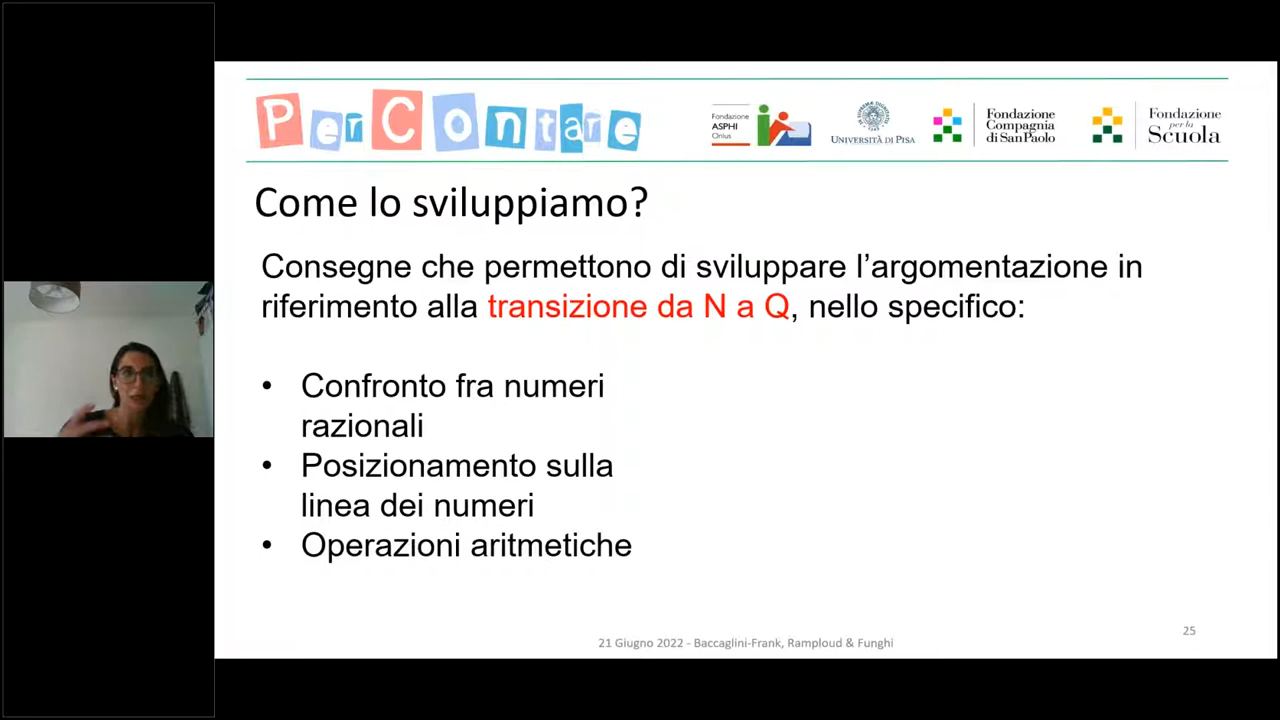 PerContare
Fondazione
ASPHI
Onlus
UNIVERSITÀ DI PISA
Fondazione
Compagnia
di San Paolo
Fondazione
per la
Scuola
Come lo sviluppiamo?
Consegne che permettono di sviluppare l’argomentazione in
riferimento alla transizione da N a Q, nello specifico:
• Confronto fra numeri
razionali
• Posizionamento sulla
linea dei numeri
• Operazioni aritmetiche
21 Giugno 2022 - Baccaglini-Frank, Ramploud & Funghi
25